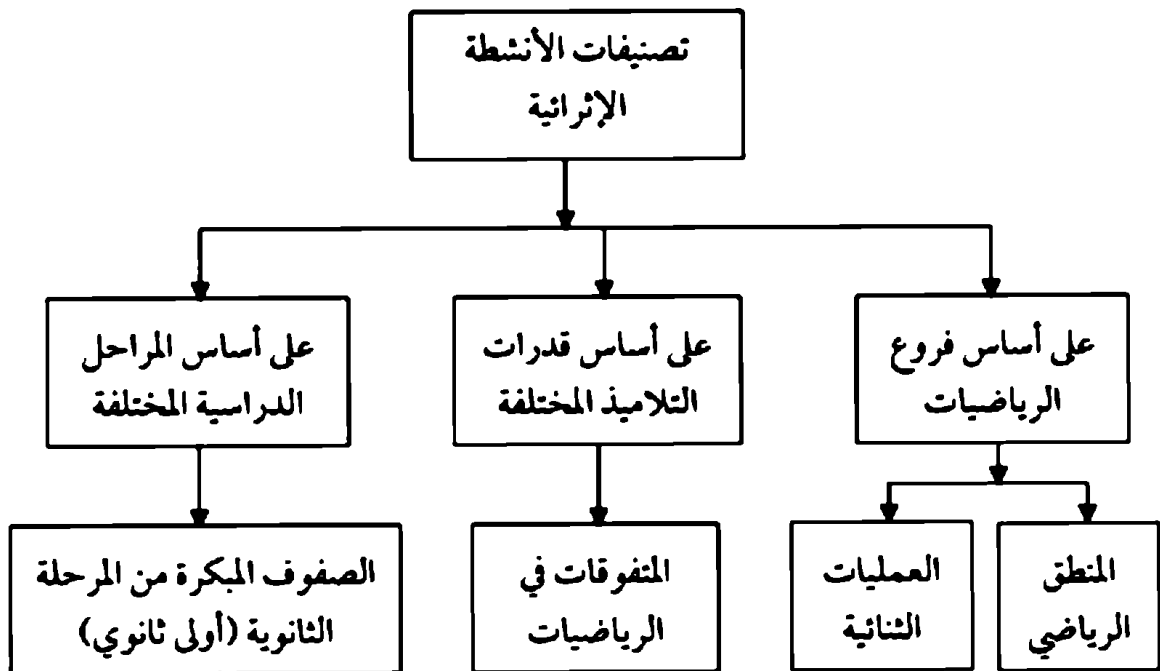 تصنيفات الأنشطة
الإثرائية
على أساس فروع
الرياضيات
على أساس قدرات
التلاميذ المختلفة
على أساس المراحل
الدراسية المختلفة
المنطق
الرياضي
العمليات
الثنائية
المتفوقات في
الرياضيات
الصفوف المبكرة من المرحلة
الثانوية (أولى ثانوي)